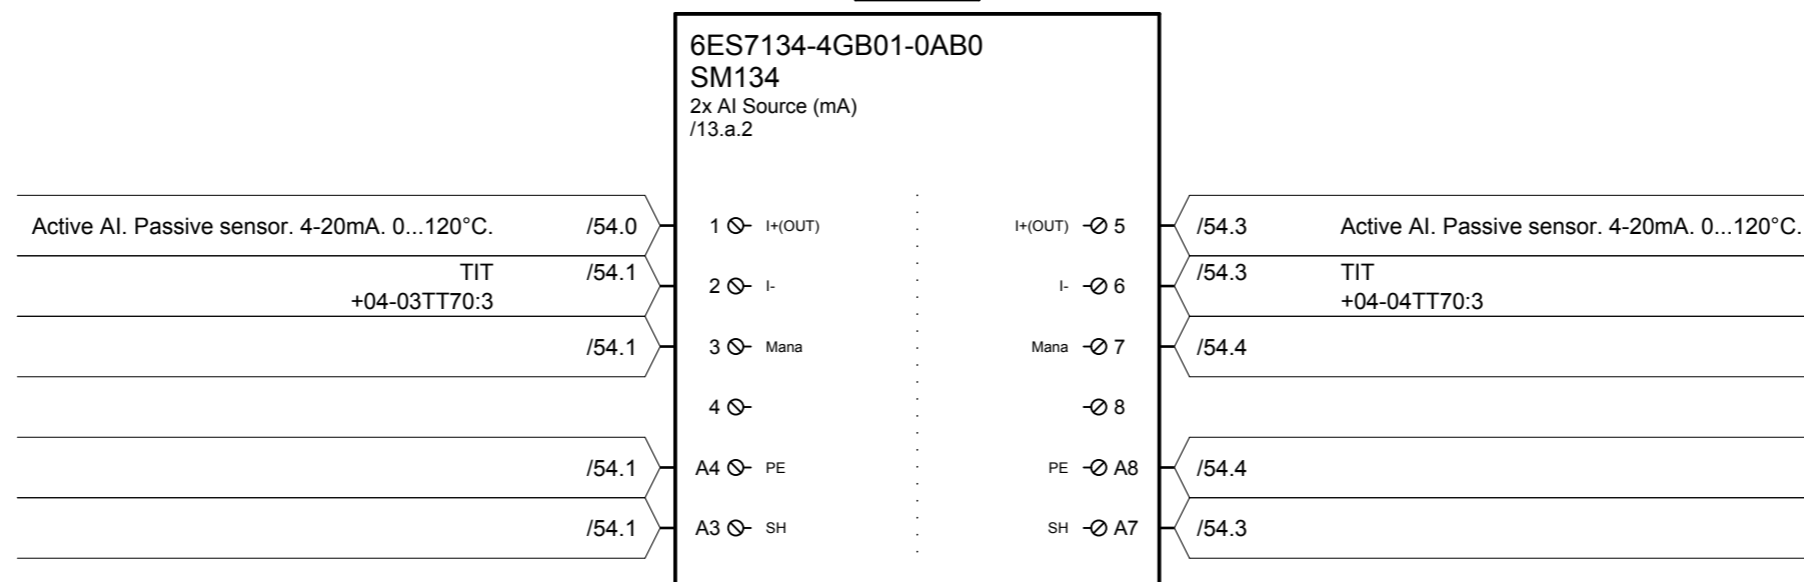 6ES7134-4GB01-0AB0
SM134
2x AI Source (mA)
/13.a.2
Active AI. Passive sensor. 4-20mA. 0...120°C. /54.0 1 I+(OUT) I+(OUT) 5 /54.3 Active AI. Passive sensor. 4-20mA. 0...120°C.
TIT /54.1 2 I- I- 6 /54.3 TIT
+04-03TT70:3 +04-04TT70:3
/54.1 3 Mana Mana 7 /54.4
4 8
/54.1 A4 PE PE A8 /54.4
/54.1 A3 SH SH A7 /54.3